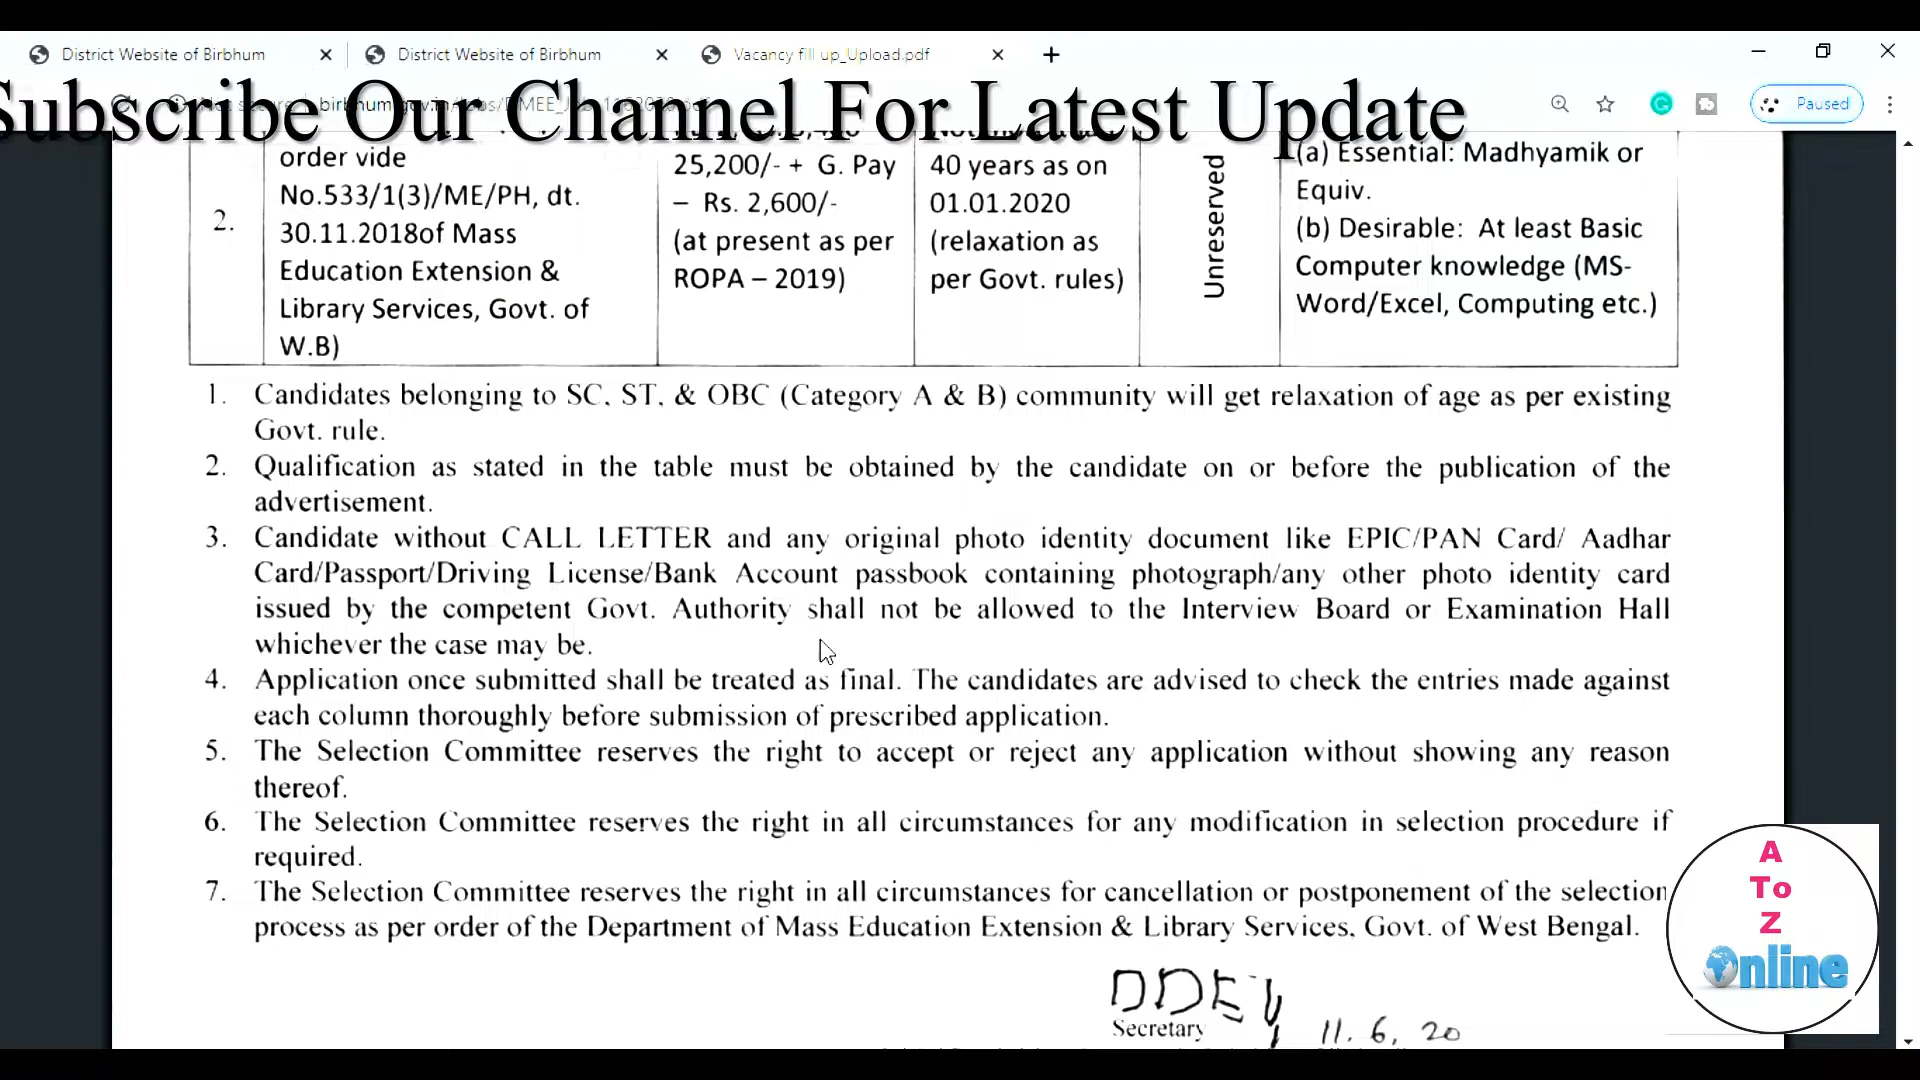 District Website of Birbhum
District Website of Birbhum
Vacancy fill up_Upload.pdf
Subscribe Our Channel For Latest Update
Paused
2.
order vide
No.533/1(3)/ME/PH, dt.
30.11.2018of Mass
Education Extension &
Library Services, Govt. of
W.B)
25,200/- + G. Pay
– Rs. 2,600/-
(at present as per
ROPA – 2019)
40 years as on
01.01.2020
(relaxation as
per Govt. rules)
Unreserved
(a) Essential: Madhyamik or
Equiv.
(b) Desirable: At least Basic
Computer knowledge (MS-
Word/Excel, Computing etc.)
1. Candidates belonging to SC, ST, & OBC (Category A & B) community will get relaxation of age as per existing
Govt. rule.
2. Qualification as stated in the table must be obtained by the candidate on or before the publication of the
advertisement.
3. Candidate without CALL LETTER and any original photo identity document like EPIC/PAN Card/ Aadhar
Card/Passport/Driving License/Bank Account passbook containing photograph/any other photo identity card
issued by the competent Govt. Authority shall not be allowed to the Interview Board or Examination Hall
whichever the case may be.
4. Application once submitted shall be treated as final. The candidates are advised to check the entries made against
each column thoroughly before submission of prescribed application.
5. The Selection Committee reserves the right to accept or reject any application without showing any reason
thereof.
6. The Selection Committee reserves the right in all circumstances for any modification in selection procedure if
required.
7. The Selection Committee reserves the right in all circumstances for cancellation or postponement of the selection
process as per order of the Department of Mass Education Extension & Library Services, Govt. of West Bengal.
Secretary
11.6.20
A
To
Z
Online